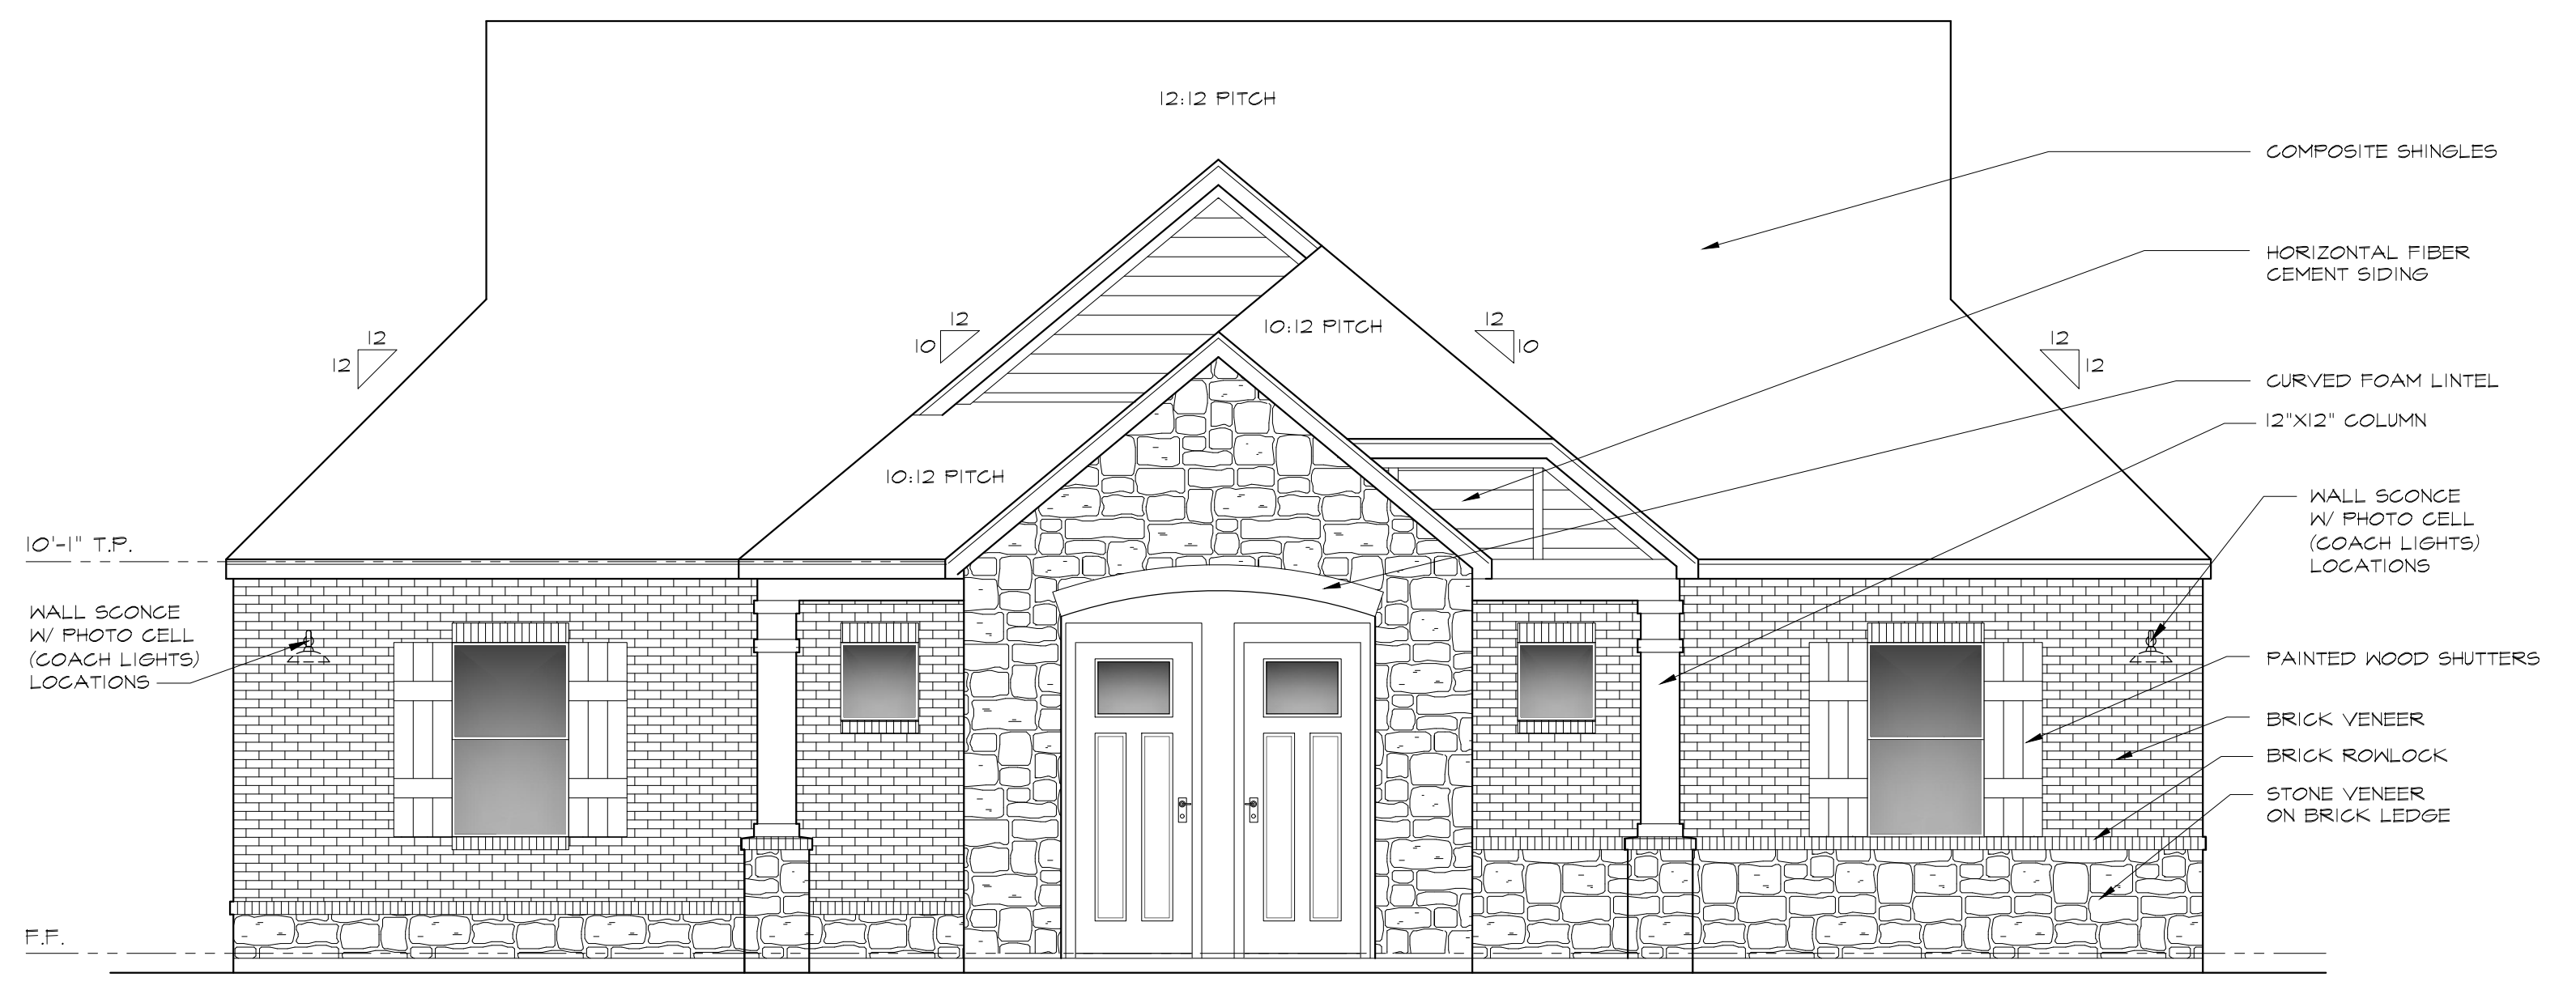 12:12 PITCH
COMPOSITE SHINGLES
HORIZONTAL FIBER
CEMENT SIDING
12
12
12
10
10:12 PITCH
12
10
12
12
CURVED FOAM LINTEL
12"X12" COLUMN
10:12 PITCH
WALL SCONCE
W/ PHOTO CELL
(COACH LIGHTS)
LOCATIONS
10'-1" T.P.
WALL SCONCE
W/ PHOTO CELL
(COACH LIGHTS)
LOCATIONS
PAINTED WOOD SHUTTERS
BRICK VENEER
BRICK ROWLOCK
STONE VENEER
ON BRICK LEDGE
F.F.